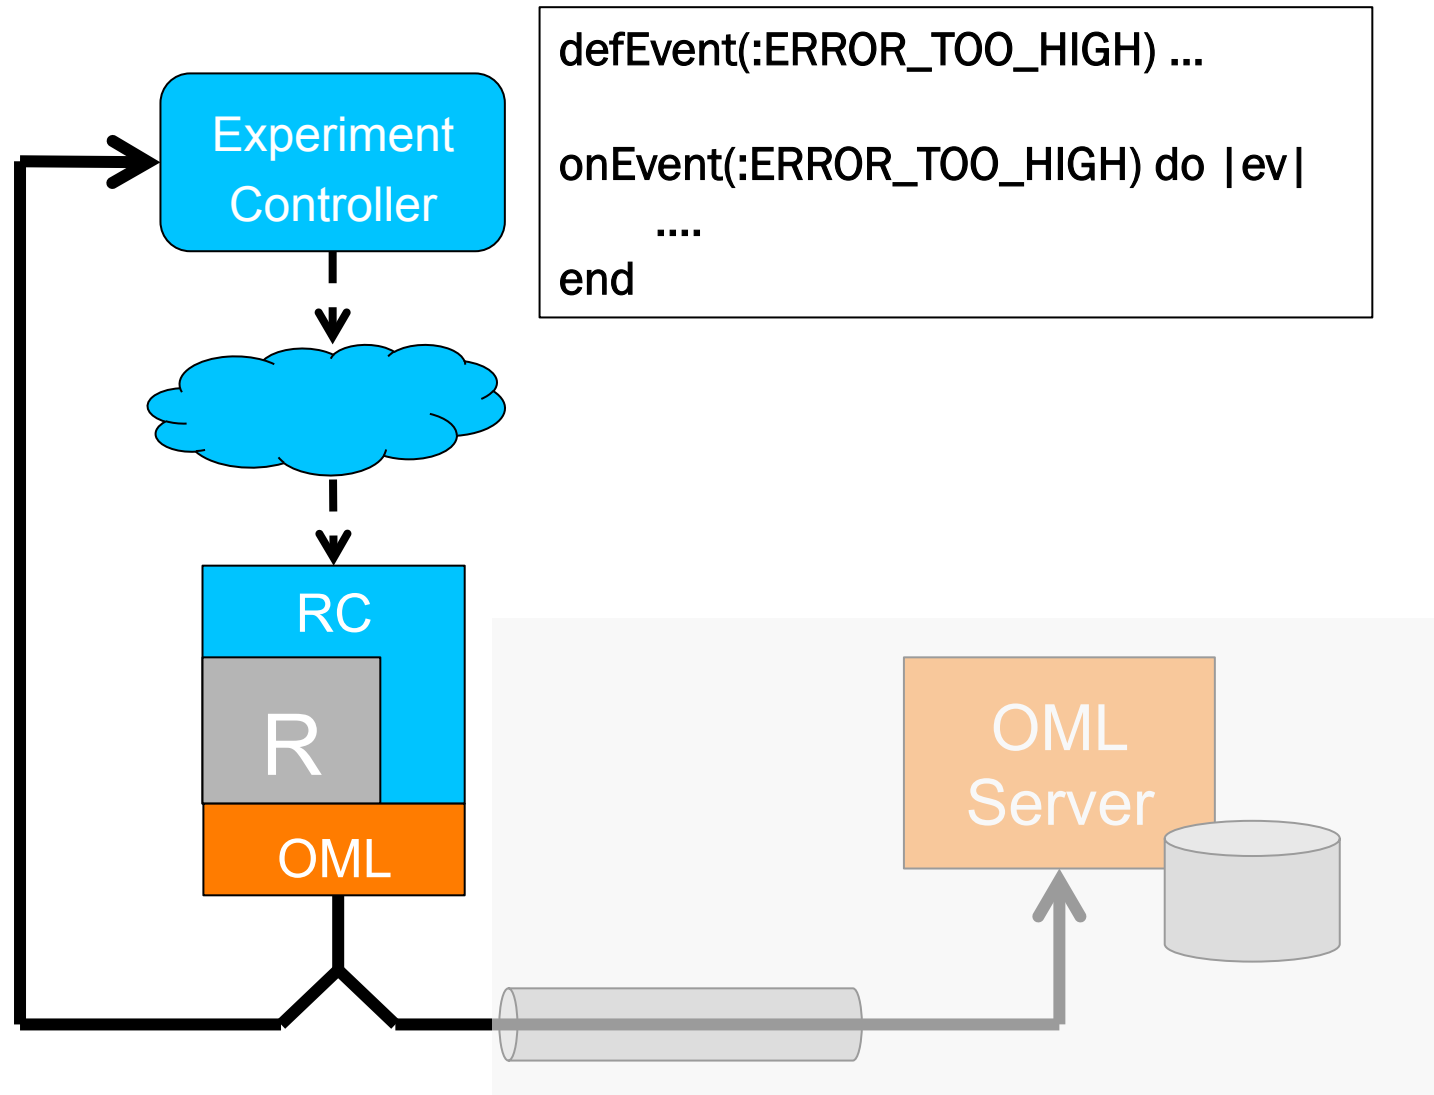 defEvent(:ERROR_TOO_HIGH) ...
onEvent(:ERROR_TOO_HIGH) do |ev|
....
end
Experiment
Controller
RC
R
OML
OML
Server